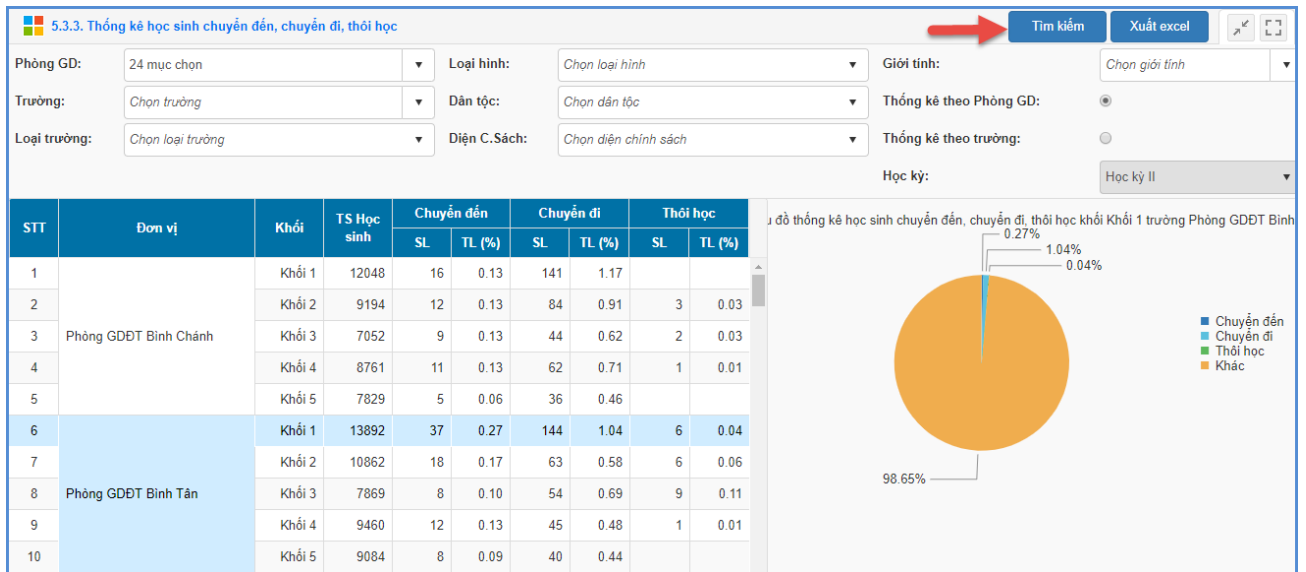 5.3.3. Thống kê học sinh chuyển đến, chuyển đi, thôi học Tìm kiếm Xuất excel
Phòng GD: 24 mục chọn Loại hình: Chọn loại hình Giới tính: Chọn giới tính
Trường: Chọn trường Dân tộc: Chọn dân tộc Thống kê theo Phòng GD:
Loại trường: Chọn loại trường Diện C.Sách: Chọn diện chính sách Thống kê theo trường:
Học kỳ: Học kỳ II
STT Đơn vị Khối TS Học sinh Chuyển đến Chuyển đi Thôi học
SL TL (%) SL TL (%) SL TL (%)
1 Khối 1 12048 16 0.13 141 1.17
2 Khối 2 9194 12 0.13 84 0.91 3 0.03
3 Phòng GDĐT Bình Chánh Khối 3 7052 9 0.13 44 0.62 2 0.03
4 Khối 4 8761 11 0.13 62 0.71 1 0.01
5 Khối 5 7829 5 0.06 36 0.46
6 Khối 1 13892 37 0.27 144 1.04 6 0.04
7 Khối 2 10862 18 0.17 63 0.58 6 0.06
8 Phòng GDĐT Bình Tân Khối 3 7869 8 0.10 54 0.69 9 0.11
9 Khối 4 9460 12 0.13 45 0.48 1 0.01
10 Khối 5 9084 8 0.09 40 0.44
đồ thống kê học sinh chuyển đến, chuyển đi, thôi học khối Khối 1 trường Phòng GDĐT Bình
0.27%
1.04%
0.04%
98.65%
Chuyển đến
Chuyển đi
Thôi học
Khác